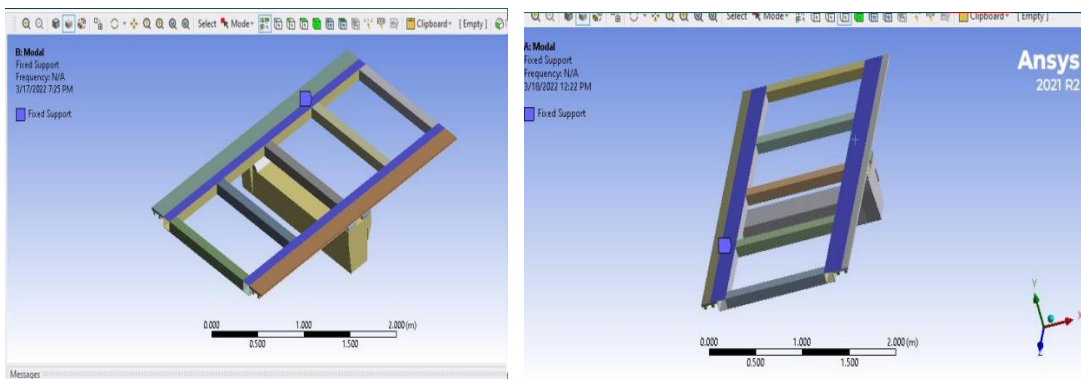 Select Mode Clipboard [ Empty ]
B: Modal
Fixed Support
Frequency: N/A
3/17/2022 7:25 PM
Fixed Support
0.000 1.000 2.000 (m)
0.500 1.500
Messages
Select Mode Clipboard [ Empty ]
A: Modal
Fixed Support
Frequency: N/A
3/18/2022 12:22 PM
Fixed Support
Ansys
2021 R2
0.000 1.000 2.000 (m)
0.500 1.500
Y
X
Z